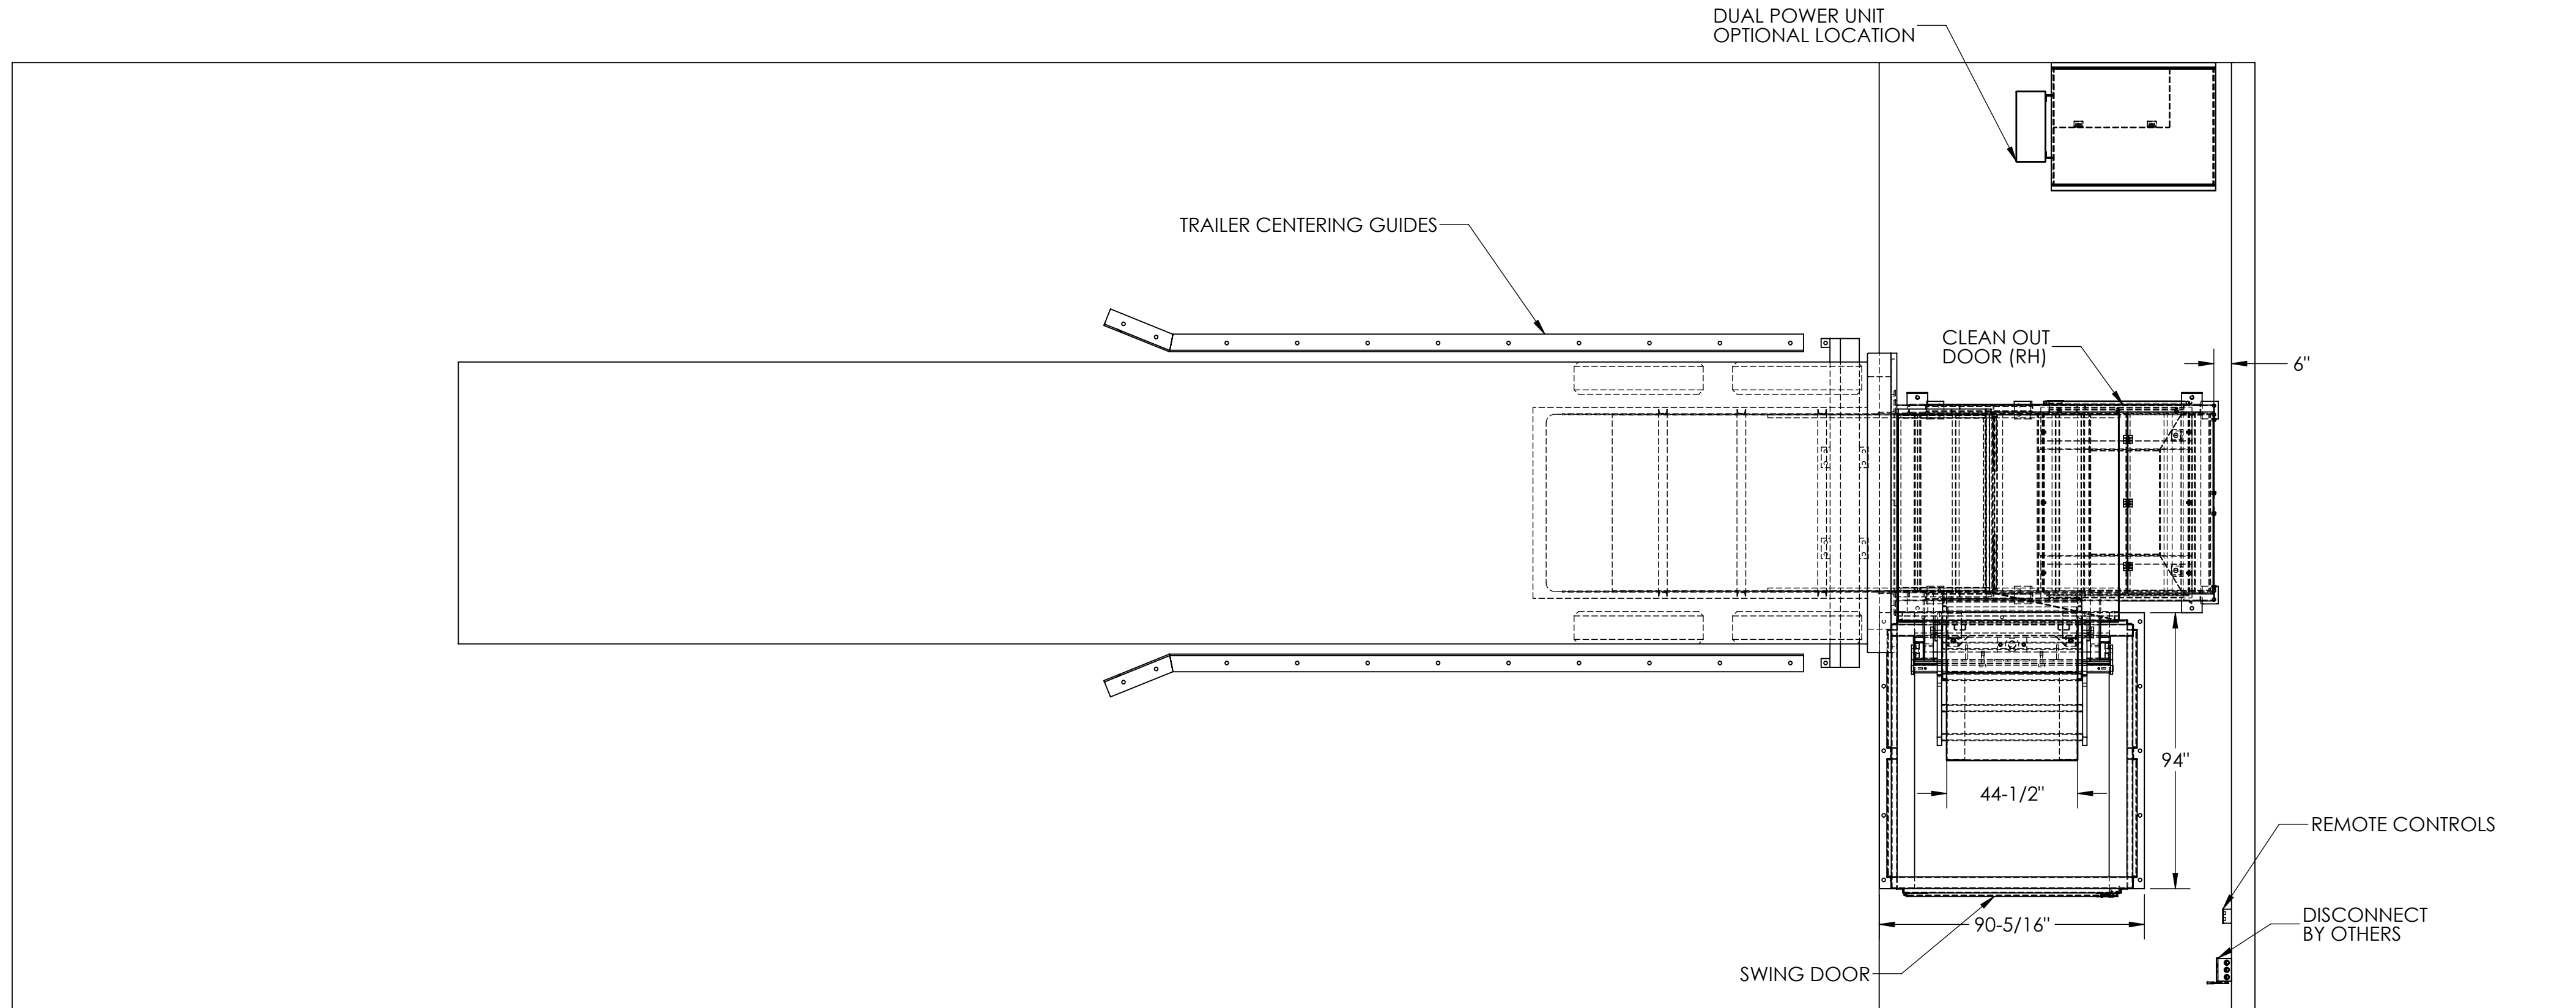 DUAL POWER UNIT
OPTIONAL LOCATION
TRAILER CENTERING GUIDES
CLEAN OUT
DOOR (RH)
6"
94"
44-1/2"
REMOTE CONTROLS
DISCONNECT
BY OTHERS
90-5/16"
SWING DOOR